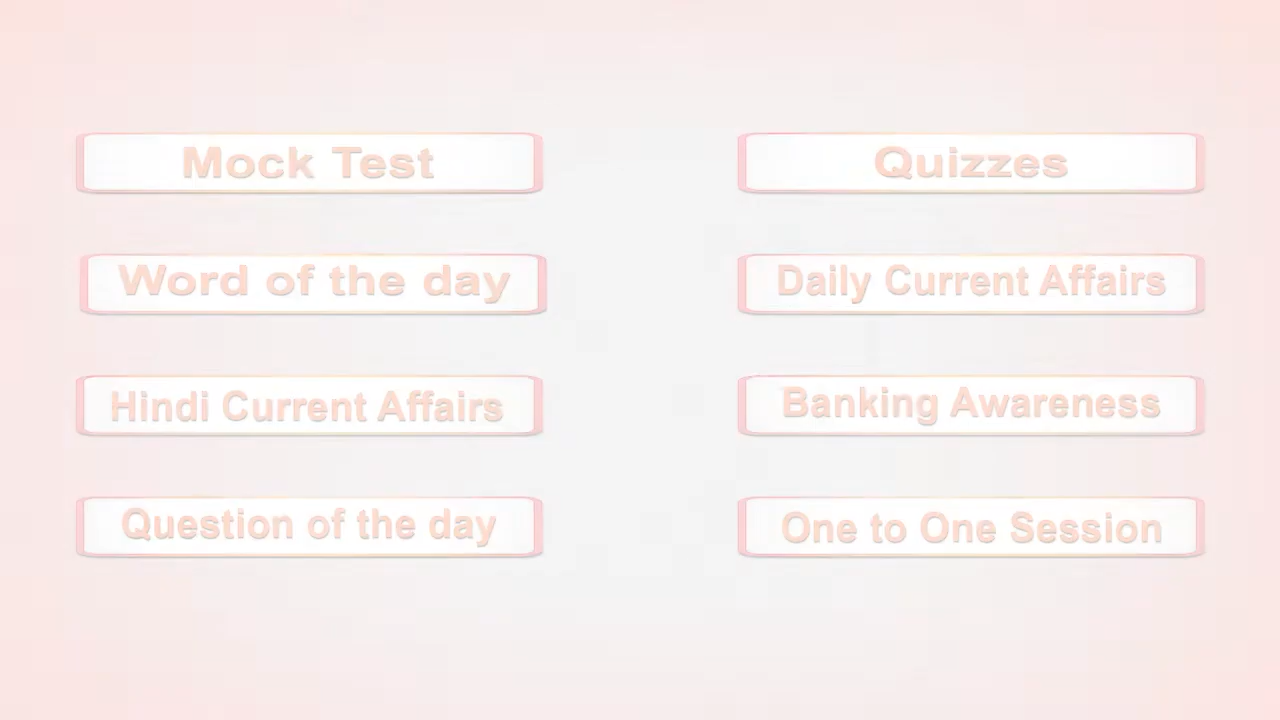 Mock Test
Quizzes
Word of the day
Daily Current Affairs
Hindi Current Affairs
Banking Awareness
Question of the day
One to One Session